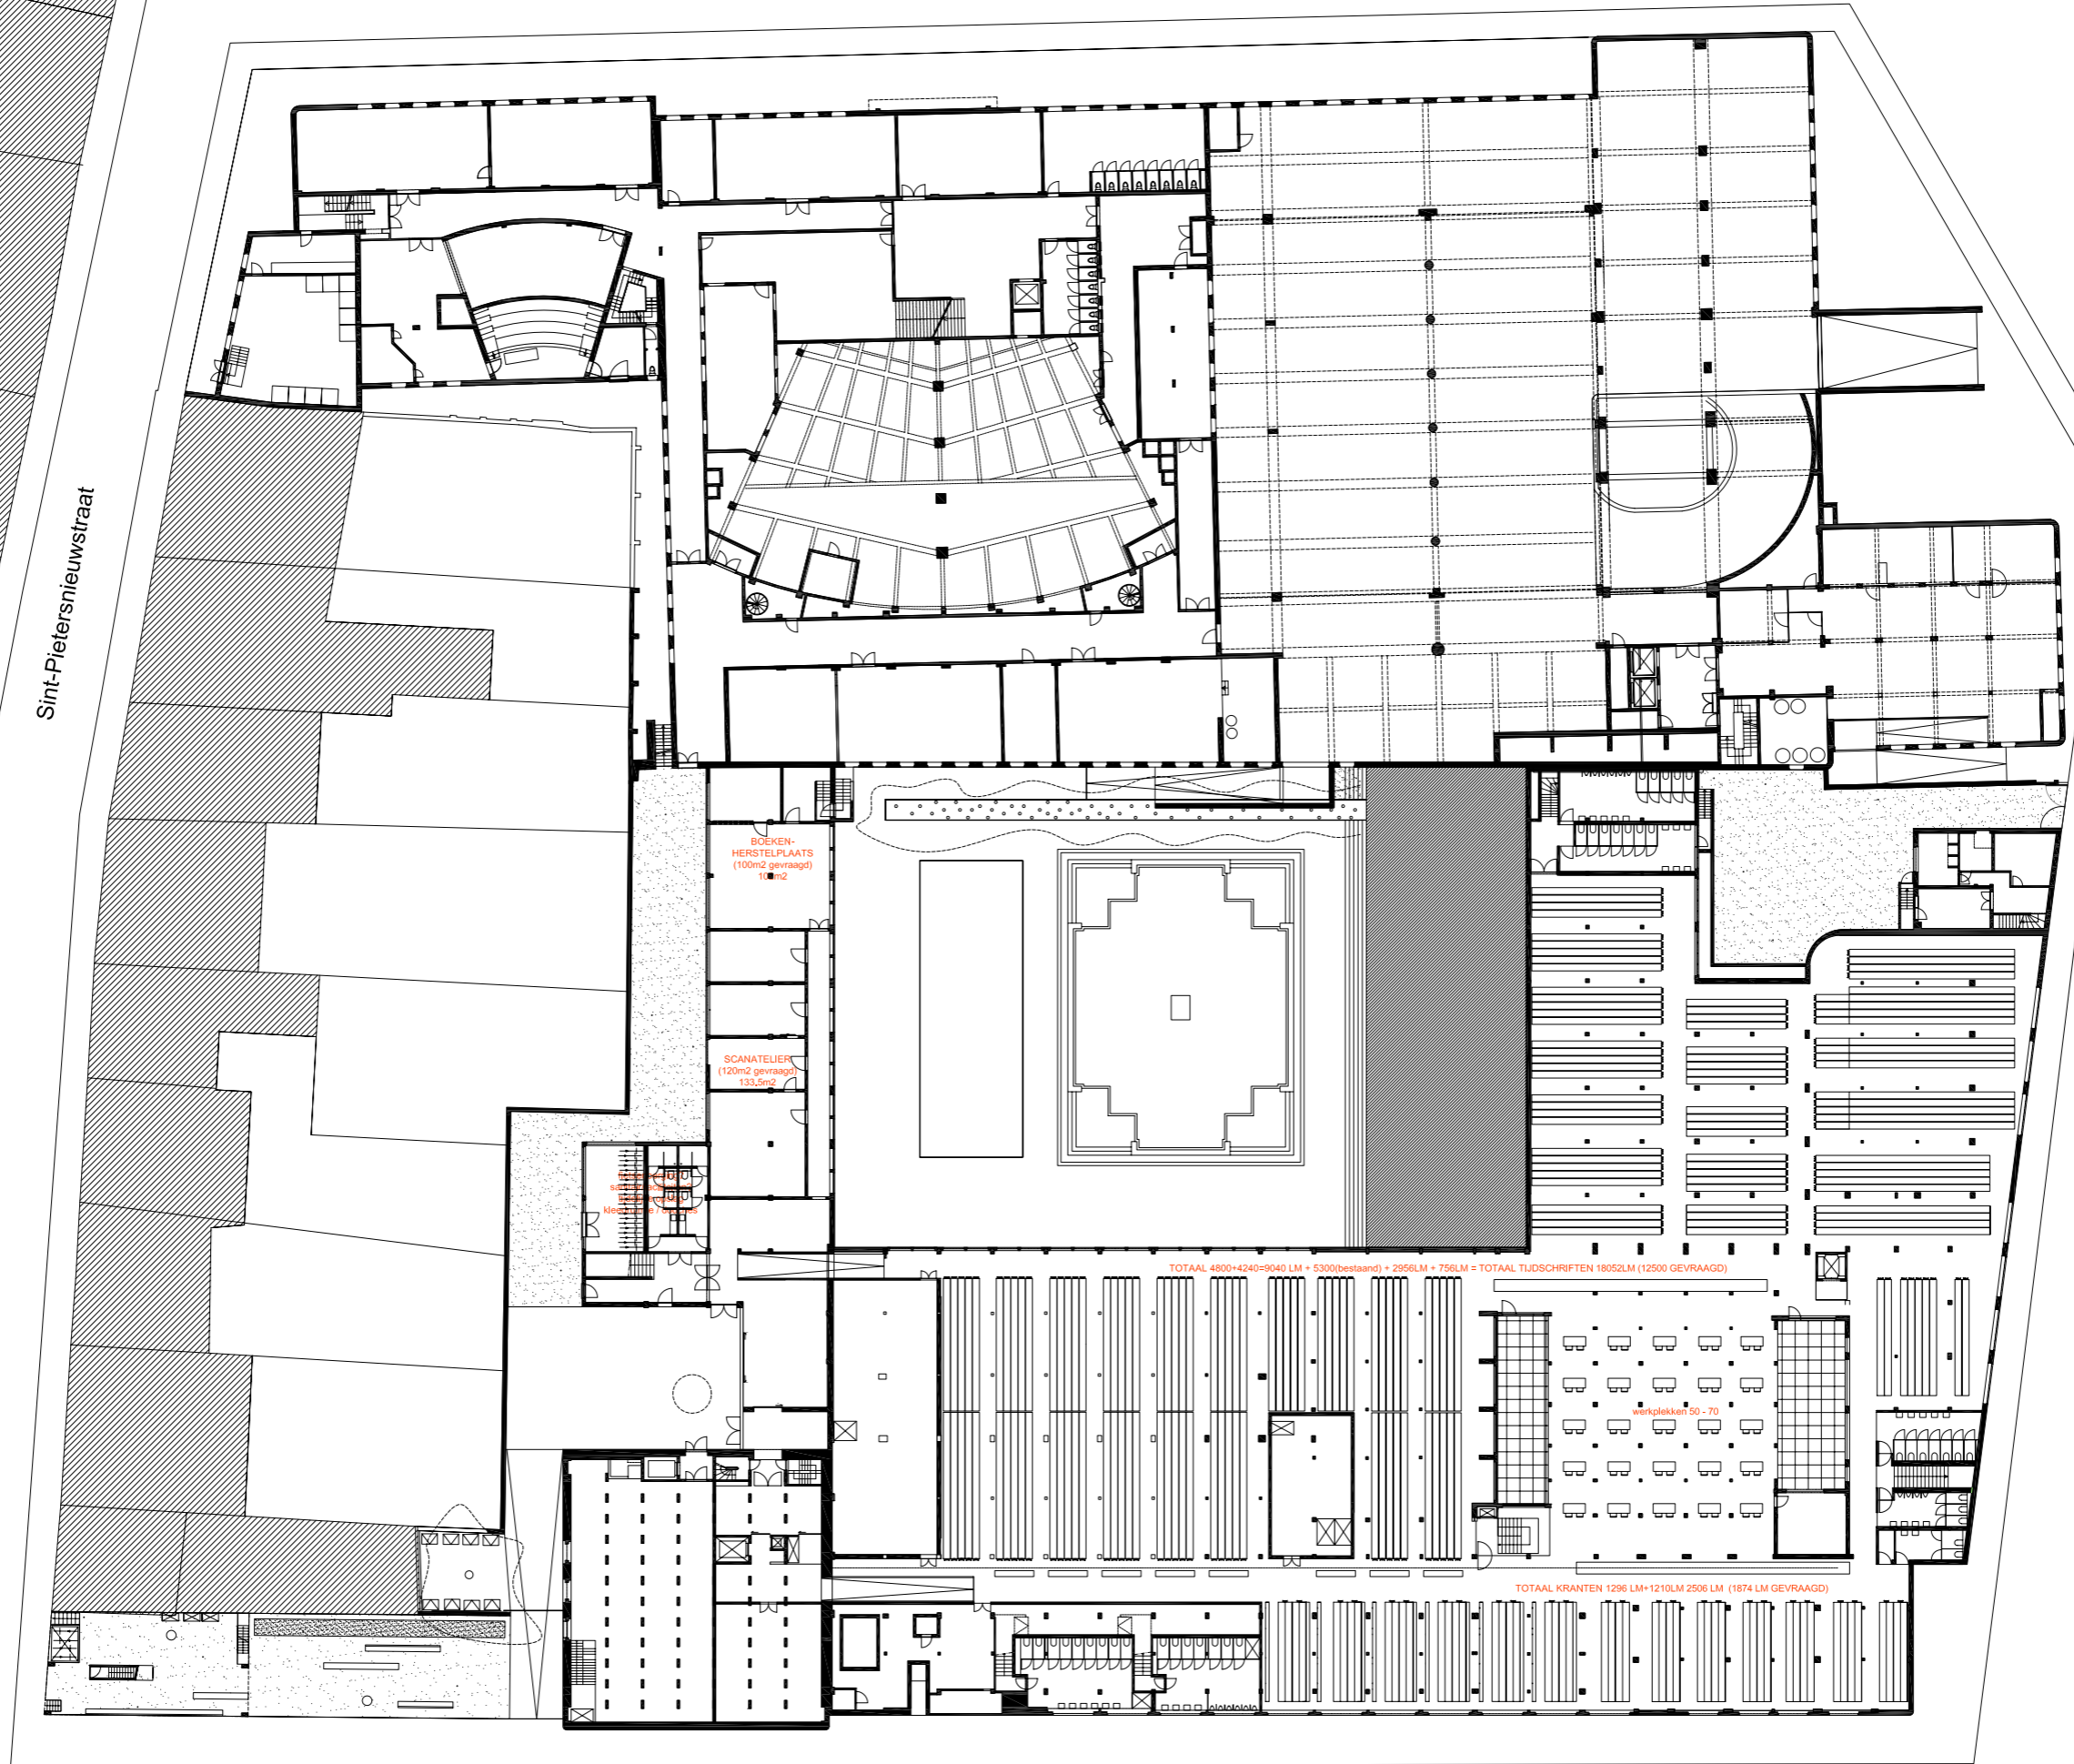 Sint-Pietersnieuwstraat
BOEKEN-
HERSTELPLAATS
(100m2 gevraagd)
SCANATELIER
(120m2 gevraagd)
133,5m2
TOTAAL 4800+4240=9040 LM + 5300(bestaand) + 2956LM + 756LM = TOTAAL TIJDSCHRIFTEN 18052LM (12500 GEVRAAGD)
werkplekken 50 - 70
TOTAAL KRANTEN 1296 LM+1210LM 2506 LM (1874 LM GEVRAAGD)